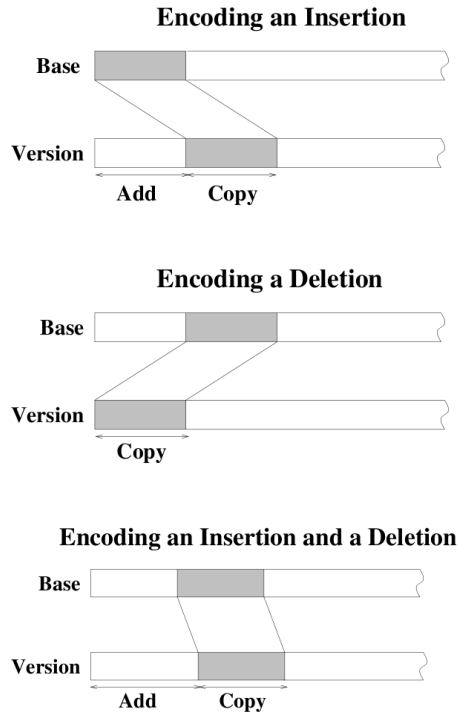 Encoding an Insertion
Base
Version
Add Copy
Encoding a Deletion
Base
Version
Copy
Encoding an Insertion and a Deletion
Base
Version
Add Copy